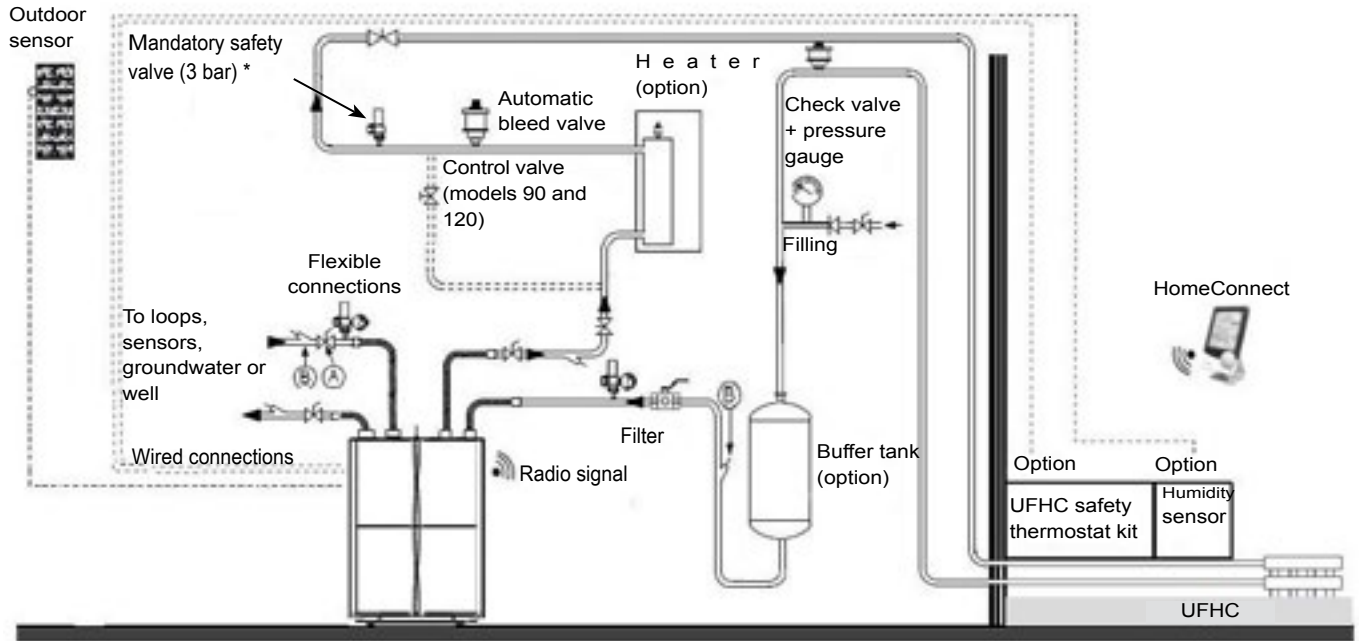 Outdoor
sensor
Mandatory safety
valve (3 bar) *
Automatic
bleed valve
Heater
(option)
Check valve
+ pressure
gauge
Control valve
(models 90 and
120)
Filling
Flexible
connections
HomeConnect
To loops,
sensors,
groundwater or
well
B
A
B
Filter
Buffer tank
(option)
Wired connections
Radio signal
Option
Option
UFHC safety
thermostat kit
Humidity
sensor
UFHC